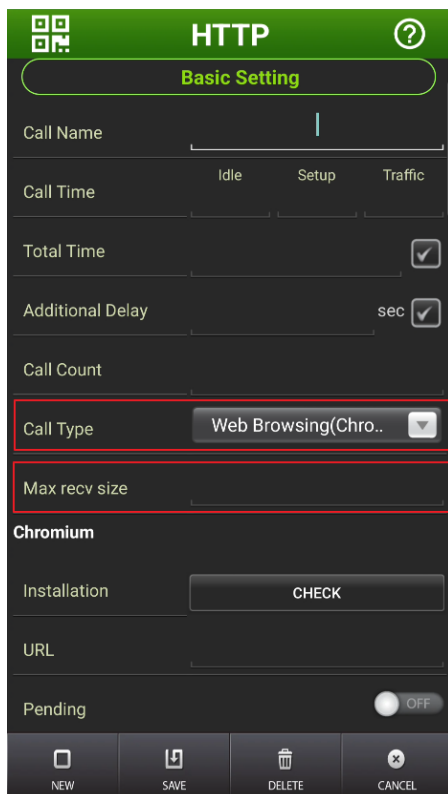 HTTP
Basic Setting
Call Name
Idle Setup Traffic
Call Time
Total Time
Additional Delay sec
Call Count
Call Type Web Browsing(Chro..
Max recv size
Chromium
Installation CHECK
URL
Pending OFF
NEW SAVE DELETE CANCEL